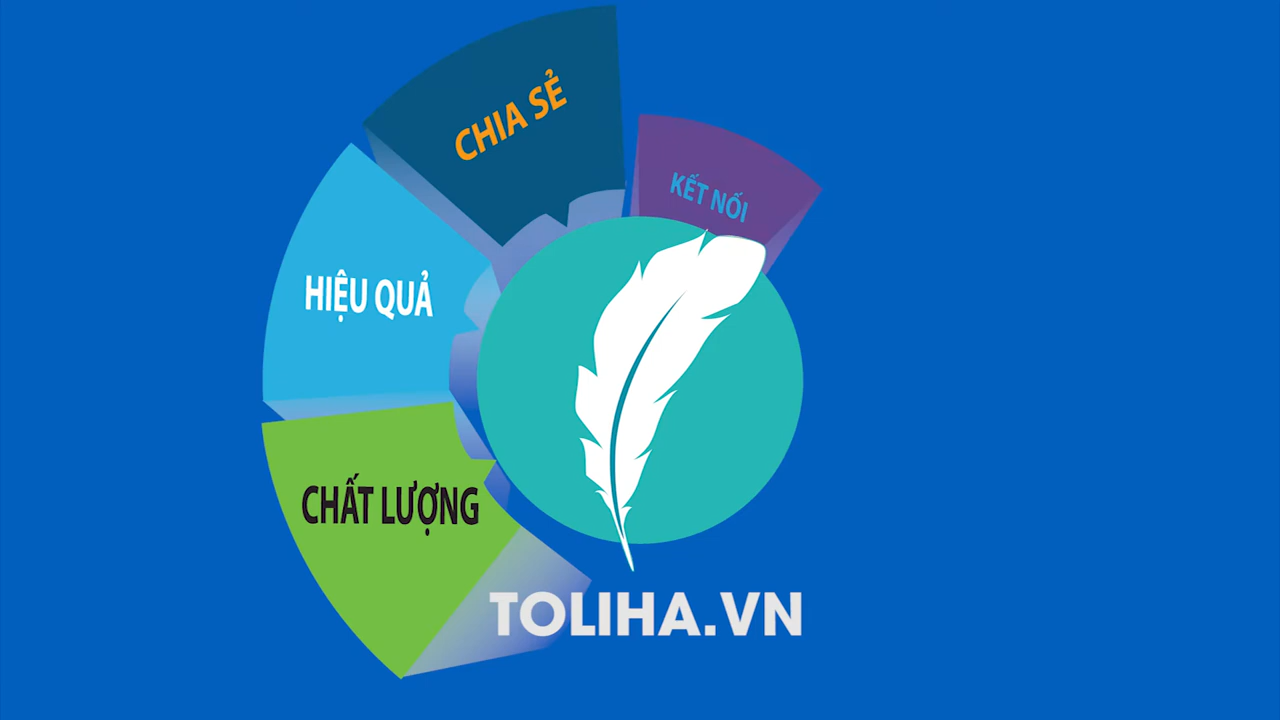 CHIA SẺ
KẾT NỐI
HIỆU QUẢ
CHẤT LƯỢNG
TOLIHA.VN